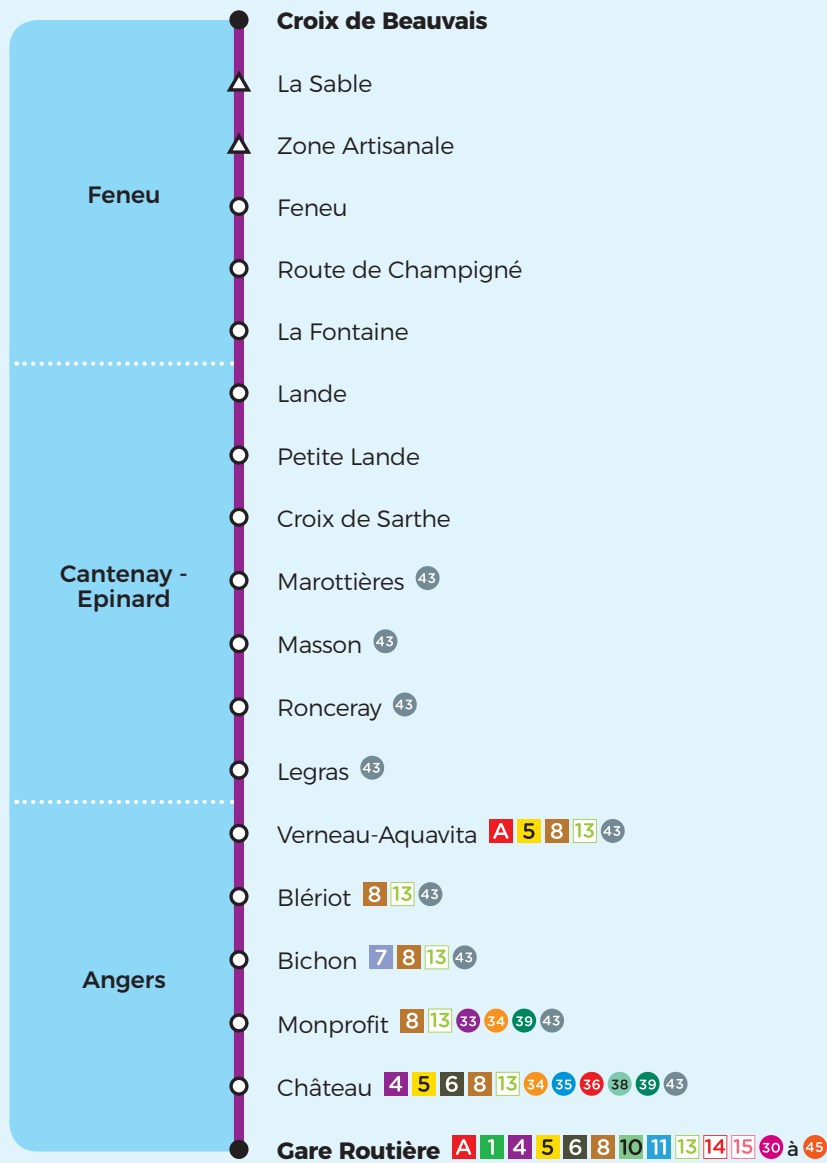 Croix de Beauvais
La Sable
Zone Artisanale
Feneu
Feneu
Route de Champigné
La Fontaine
Lande
Petite Lande
Croix de Sarthe
Cantenay -
Epinard
Marottières 43
Masson 43
Ronceray 43
Legras 43
Verneau-Aquavita A 5 8 13 43
Blériot 8 13 43
Bichon 7 8 13 43
Angers
Monprofit 8 13 33 34 39 43
Château 4 5 6 8 13 34 35 36 38 39 43
Gare Routière A 1 4 5 6 8 10 11 13 14 15 30 à 45